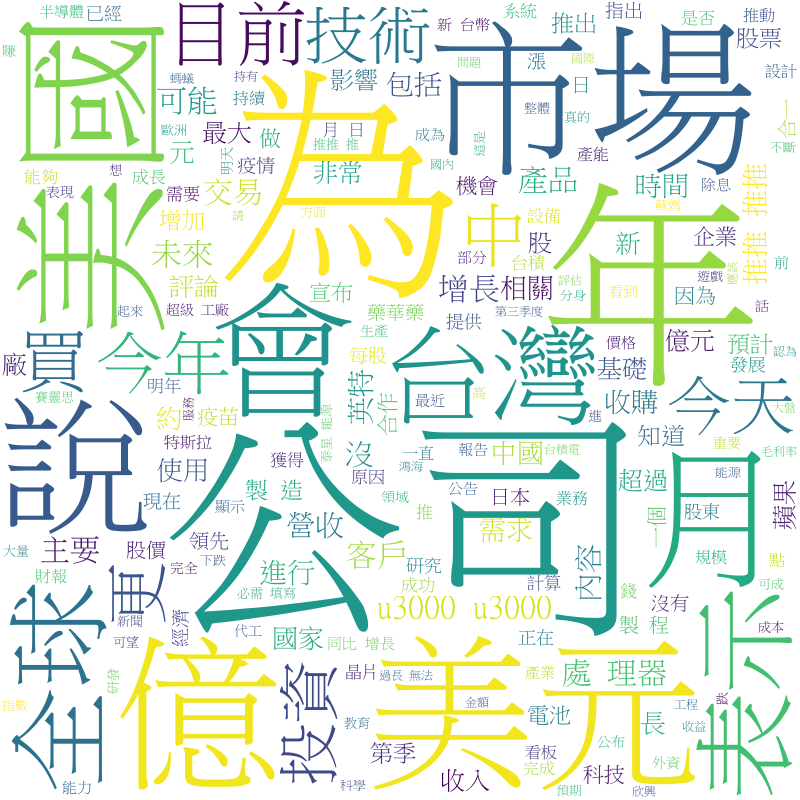 半導體
已經
目前
技術
推出
新 台幣
系統
指出
是否
推動
股票
設計
賺
美國
螞蟻
持有
影響
包括
漲
問題
國際
日
市場
可能
持續
為
整體
真的
合一
歐洲
最大
做
月 日
成為
這是
產能
不斷
元
推推 推
明天
疫情
想
國內
能夠
成長
非常
機會
產品
時間
除息
推推 推推
表現
需要
交易
請
方面
中
設備
蘇媽
增加
年
新
企業
應該
前
未來
股
部分
台積
遊戲
評論
宣布
增長
相關
評估
分身
看到
因為
起來
超級
工廠
會
藥華藥
提供
第三季度
億元
話
廠
買
今年
生產
台灣
價格
預計
認為
明年
每股
英特
基礎
發展
賽靈思
服務
能源
泰星
合作
最近
高
收購
今天
大盤
說
約
疫苗
公司
進
知道
特斯拉
沒
一直
中國
台積電
重要
毛利率
使用
獲得
原因
鴻海
報告
超過
月
能源
現在
顯示
製 造
領域
公告
日本
業務
一個
股東
蘋果
主要
股價
領先
營收
推
需求
內容
大量
更
完全
下跌
客戶
研究
規模
點
財報
進行
成功
計算
錢
全球
必需 填寫
u3000 u3000
製 程
沒有
可成
新聞
經濟
代工
國家
同比 增長
正在
表示
成本
可望
億
投資
晶片
過長 無法
美元
產業
處 理器
研發
指數
金額
電池
長
跌
教育
第季
看板
公布
工程
收益
能力
科學
收入
完成
科技
外資
預期
欣興